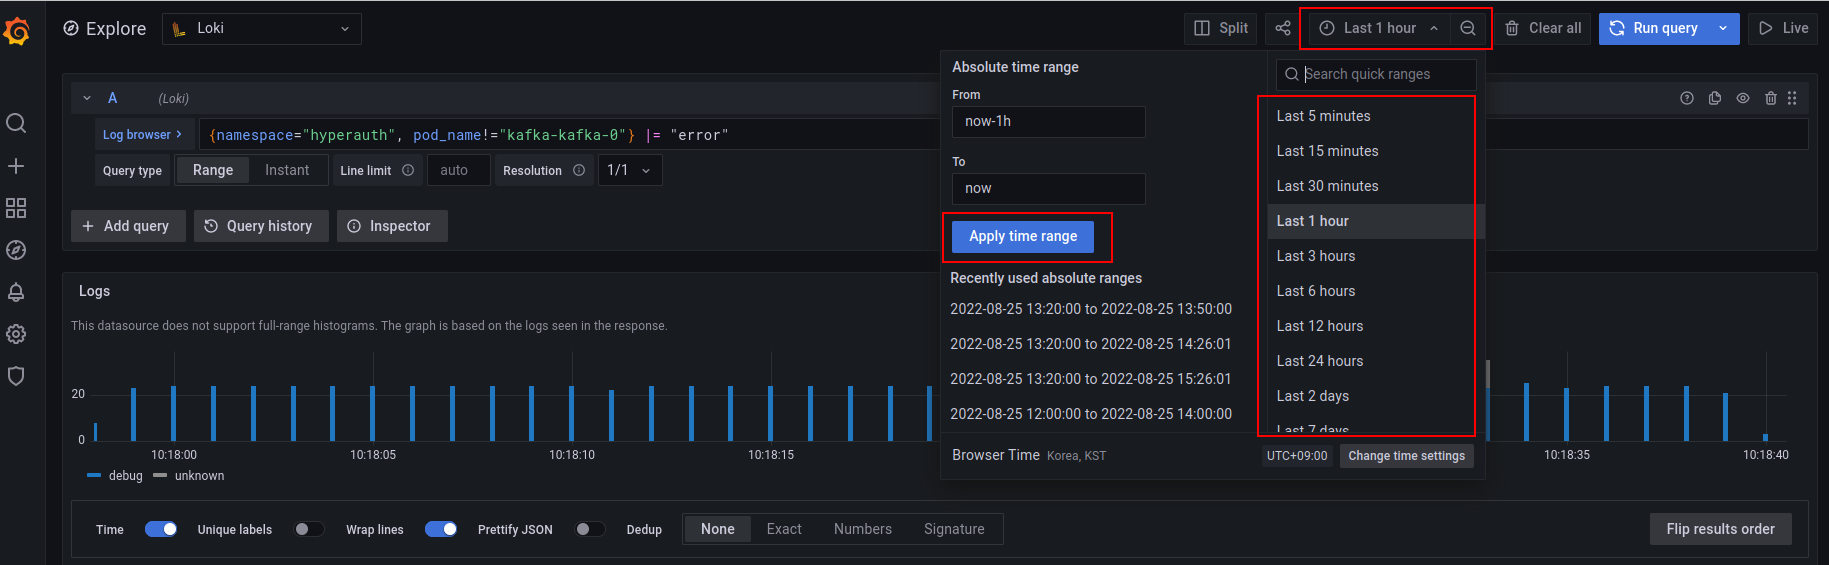 Explore
Loki
Split
Last 1 hour
Clear all
Run query
Live
A
(Loki)
Log browser
{namespace="hyperauth", pod_name!="kafka-kafka-0"} |= "error"
Query type
Range
Instant
Line limit
auto
Resolution
1/1
+ Add query
Query history
Inspector
Absolute time range
From
now-1h
To
now
Apply time range
Recently used absolute ranges
2022-08-25 13:20:00 to 2022-08-25 13:50:00
2022-08-25 13:20:00 to 2022-08-25 14:26:01
2022-08-25 13:20:00 to 2022-08-25 15:26:01
2022-08-25 12:00:00 to 2022-08-25 14:00:00
Search quick ranges
Last 5 minutes
Last 15 minutes
Last 30 minutes
Last 1 hour
Last 3 hours
Last 6 hours
Last 12 hours
Last 24 hours
Last 2 days
Last 7 days
Browser Time Korea, KST
UTC+09:00
Change time settings
Logs
This datasource does not support full-range histograms. The graph is based on the logs seen in the response.
20
0
10:18:00
10:18:05
10:18:10
10:18:15
10:18:35
10:18:40
debug
unknown
Time
Unique labels
Wrap lines
Prettify JSON
Dedup
None
Exact
Numbers
Signature
Flip results order